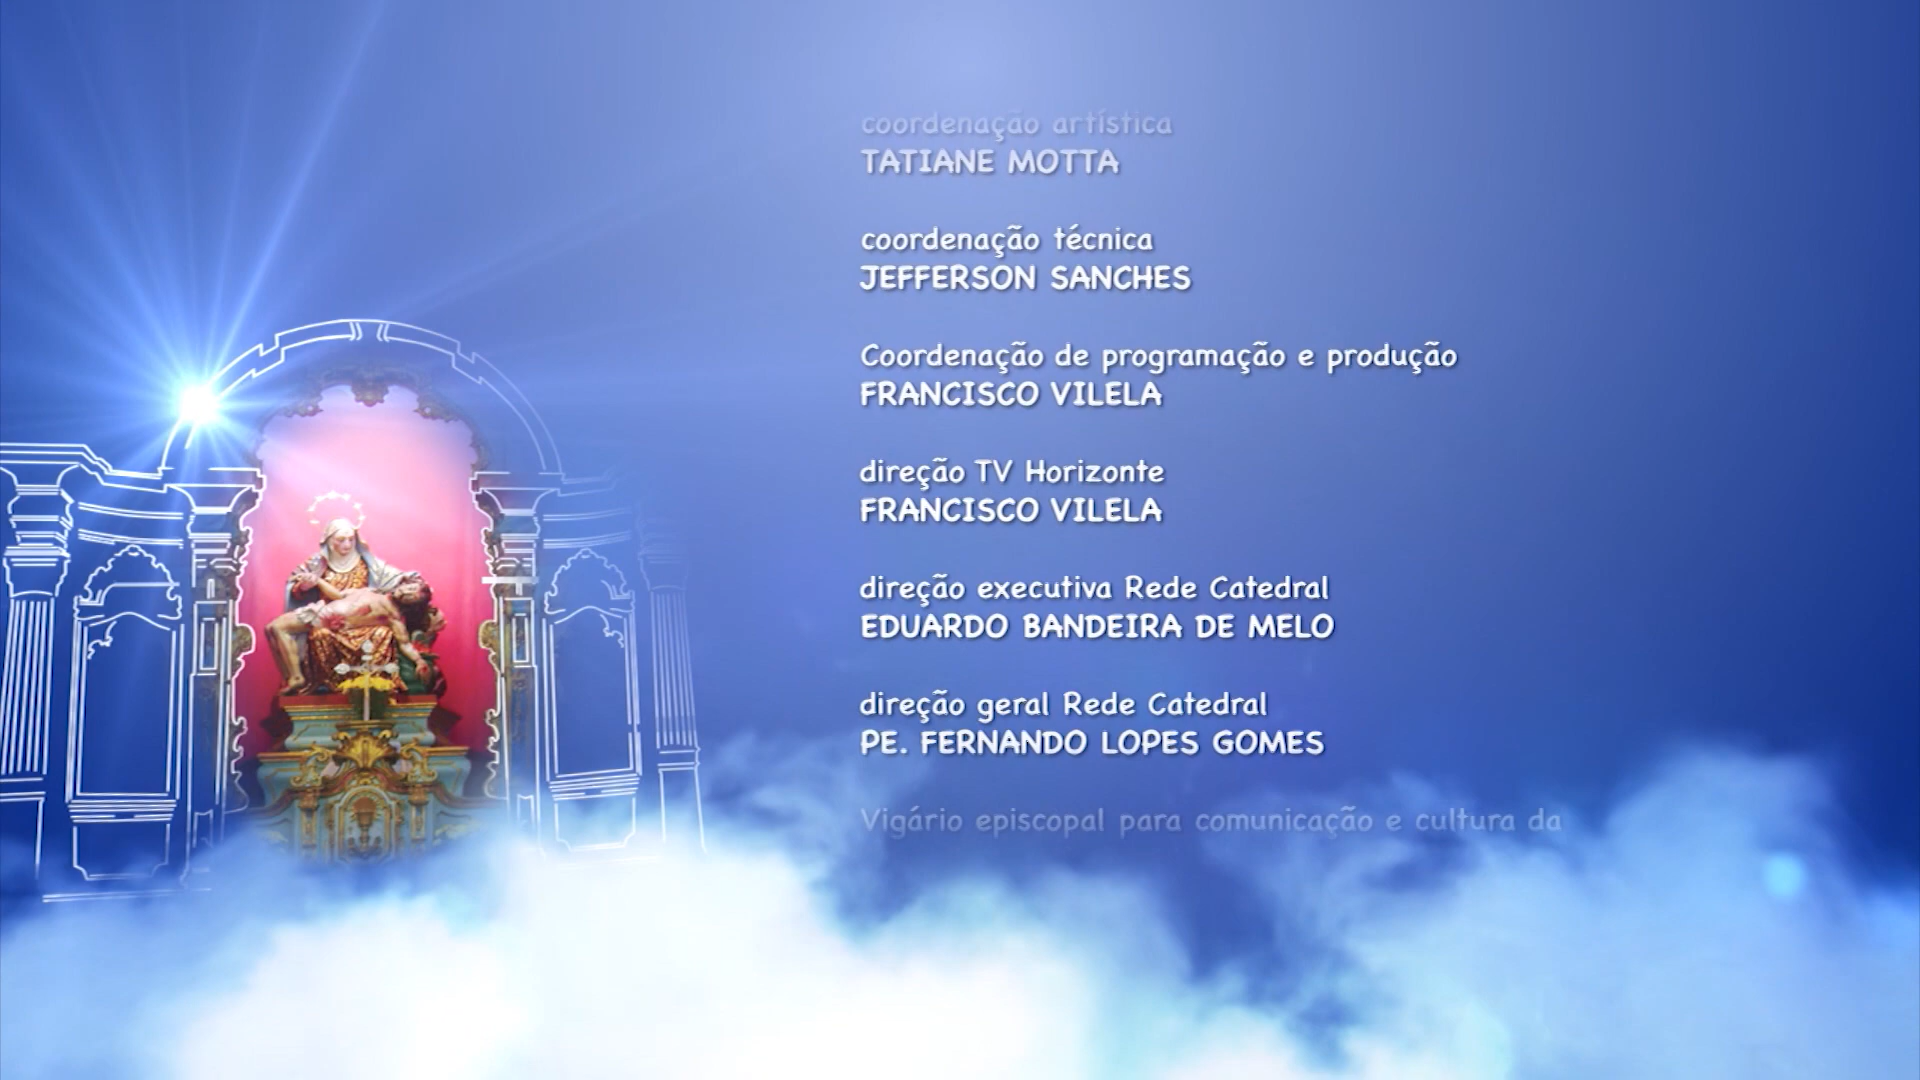 coordenação artística
TATIANE MOTTA
coordenação técnica
JEFFERSON SANCHES
Coordenação de programação e produção
FRANCISCO VILELA
direção TV Horizonte
FRANCISCO VILELA
direção executiva Rede Catedral
EDUARDO BANDEIRA DE MELO
direção geral Rede Catedral
PE. FERNANDO LOPES GOMES
Vigário episcopal para comunicação e cultura da